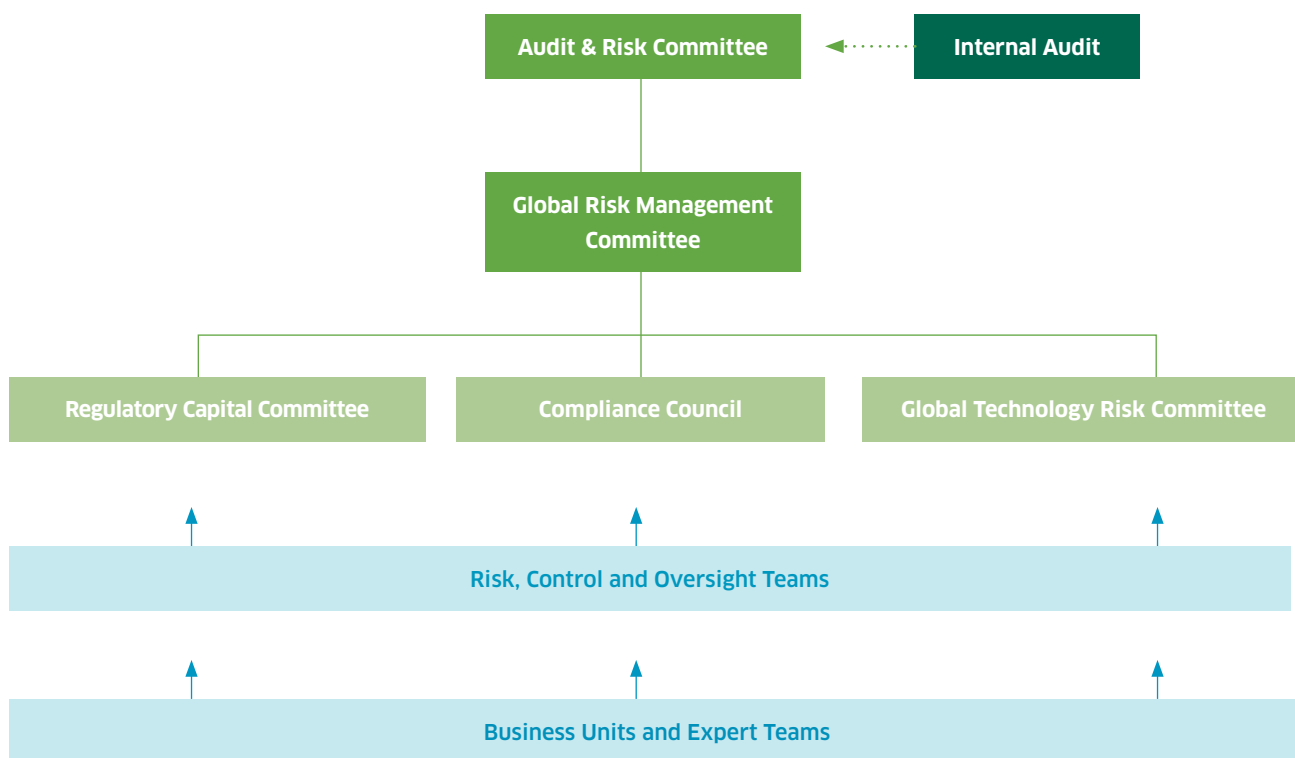 Audit & Risk Committee
Internal Audit
Global Risk Management
Committee
Regulatory Capital Committee
Compliance Council
Global Technology Risk Committee
Risk, Control and Oversight Teams
Business Units and Expert Teams